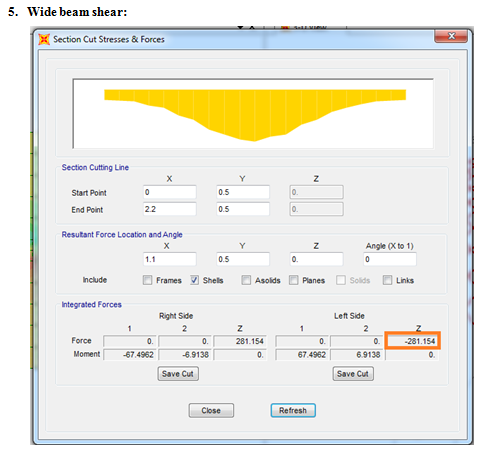 5. Wide beam shear:
Section Cut Stresses & Forces
Section Cutting Line
X Y Z
Start Point 0 0.5 0.
End Point 2.2 0.5 0.
Resultant Force Location and Angle
X Y Z Angle (X to 1)
1.1 0.5 0. 0
Include Frames Shells Asolids Planes Solids Links
Integrated Forces
Right Side Left Side
1 2 Z 1 2 Z
Force 0. 0. 281.154 0. 0. -281.154
Moment -67.4962 -6.9138 0. 67.4962 6.9138 0.
Save Cut Save Cut
Close Refresh